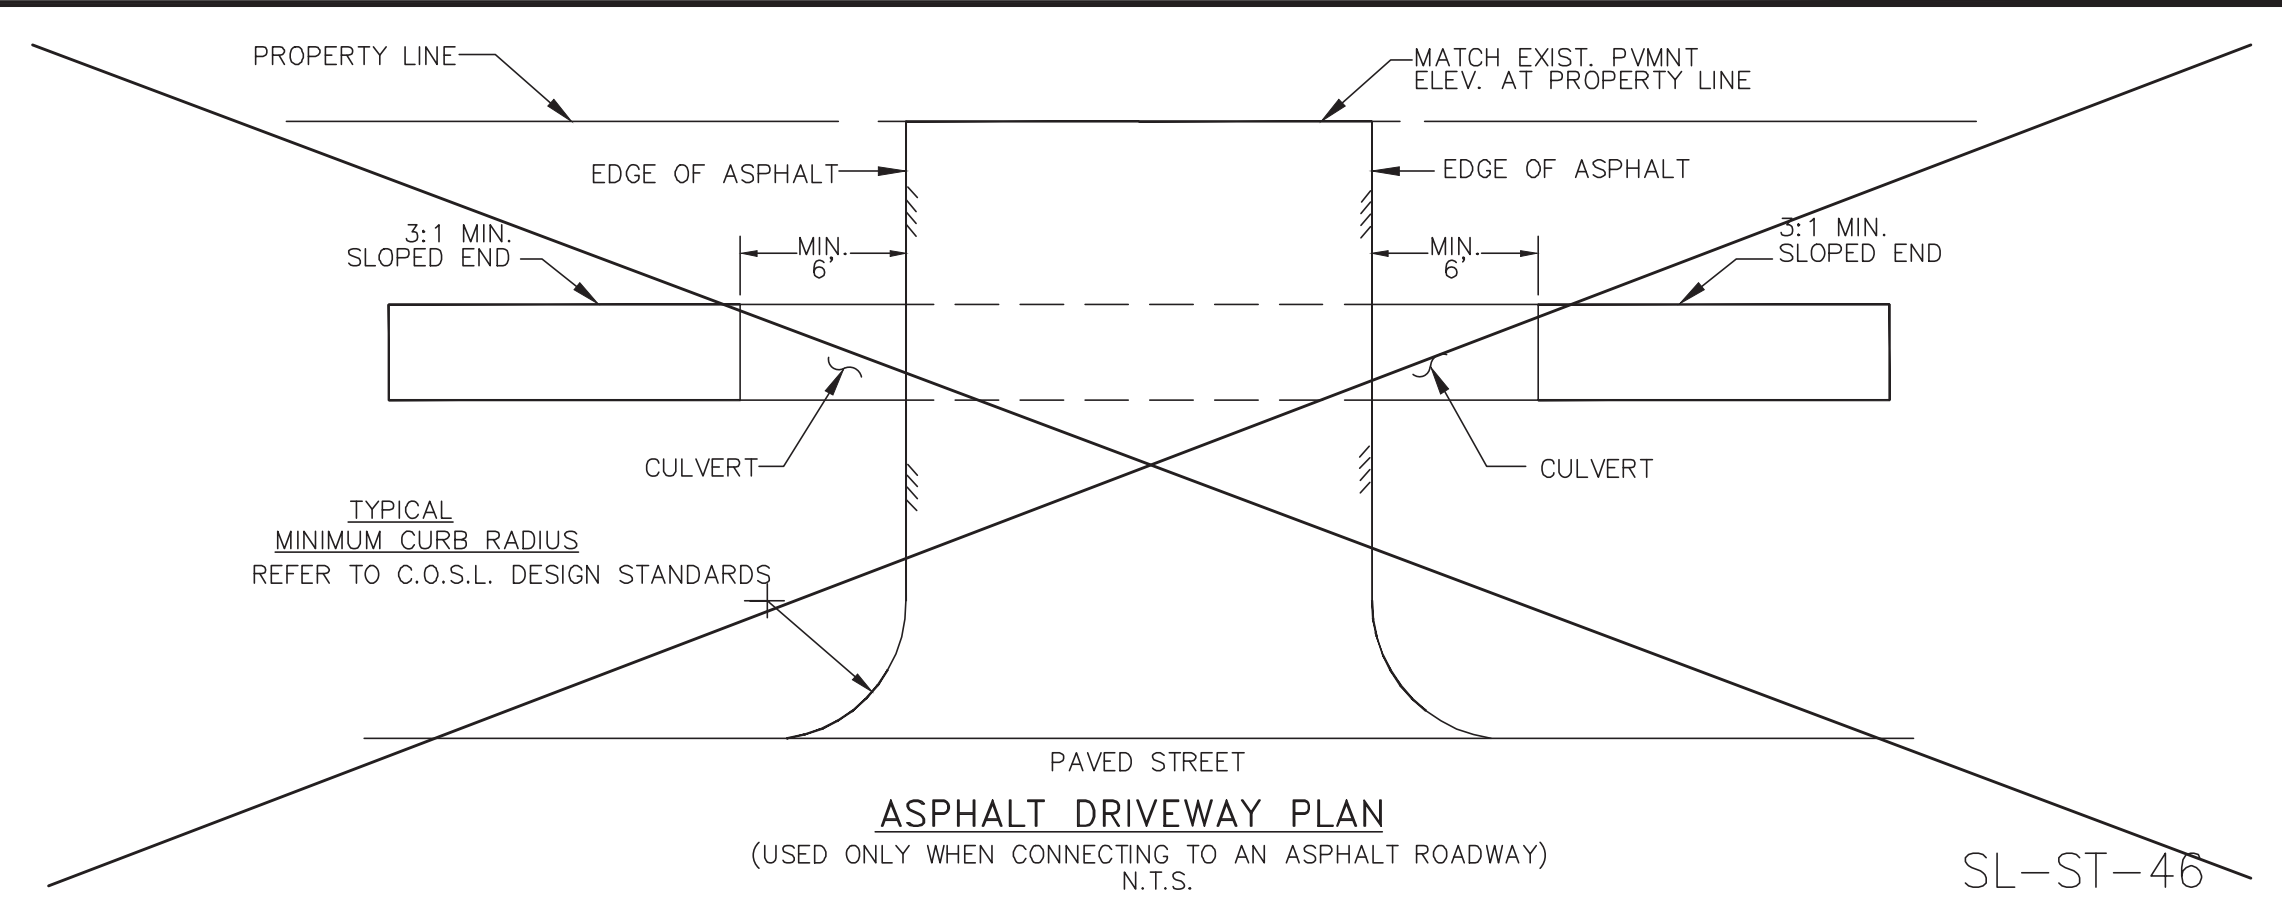 PROPERTY LINE
MATCH EXIST. PVMNT
ELEV. AT PROPERTY LINE
EDGE OF ASPHALT
EDGE OF ASPHALT
3:1 MIN.
SLOPED END
MIN.
6'
MIN.
6'
3:1 MIN.
SLOPED END
CULVERT
CULVERT
TYPICAL
MINIMUM CURB RADIUS
REFER TO C.O.S.L. DESIGN STANDARDS
PAVED STREET
ASPHALT DRIVEWAY PLAN
(USED ONLY WHEN CONNECTING TO AN ASPHALT ROADWAY)
N.T.S.
SL-ST-46